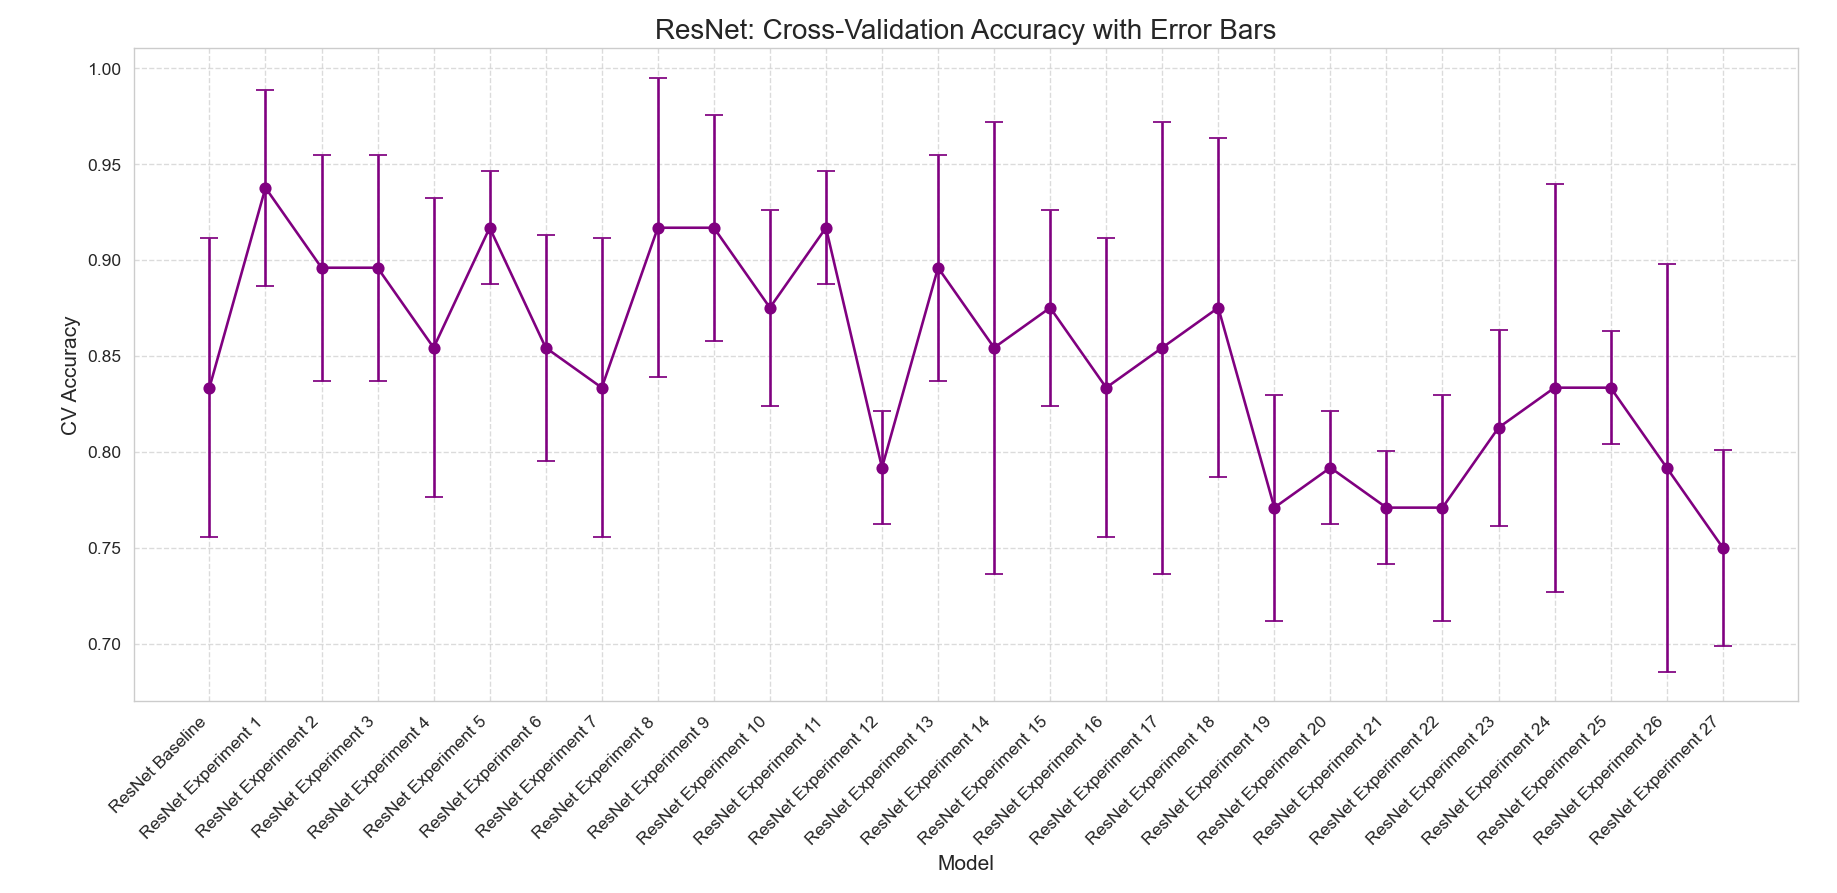 ResNet: Cross-Validation Accuracy with Error Bars
1.00
0.95
0.90
0.85
0.80
0.75
0.70
CV Accuracy
ResNet Baseline
ResNet Experiment 1
ResNet Experiment 2
ResNet Experiment 3
ResNet Experiment 4
ResNet Experiment 5
ResNet Experiment 6
ResNet Experiment 7
ResNet Experiment 8
ResNet Experiment 9
ResNet Experiment 10
ResNet Experiment 11
ResNet Experiment 12
ResNet Experiment 13
ResNet Experiment 14
ResNet Experiment 15
ResNet Experiment 16
ResNet Experiment 17
ResNet Experiment 18
ResNet Experiment 19
ResNet Experiment 20
ResNet Experiment 21
ResNet Experiment 22
ResNet Experiment 23
ResNet Experiment 24
ResNet Experiment 25
ResNet Experiment 26
ResNet Experiment 27
Model